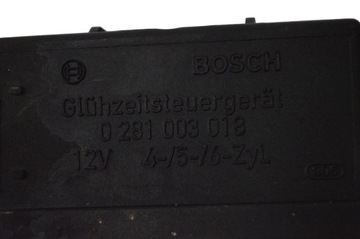 BOSCH
Glühzeitsteuergerät
0 281 003 018
12V 4-/5-/6-Zyl.